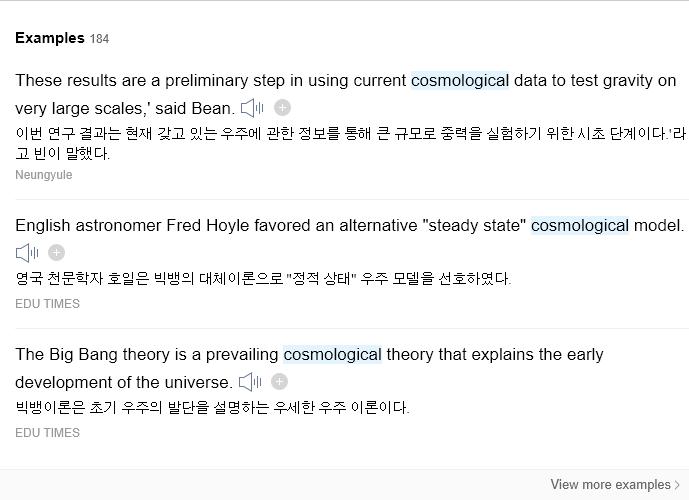 Examples 184
These results are a preliminary step in using current cosmological data to test gravity on
very large scales,' said Bean.
이번 연구 결과는 현재 갖고 있는 우주에 관한 정보를 통해 큰 규모로 중력을 실험하기 위한 시초 단계이다.'라
고 빈이 말했다.
Neungyule
English astronomer Fred Hoyle favored an alternative "steady state" cosmological model.
영국 천문학자 호일은 빅뱅의 대체이론으로 "정적 상태" 우주 모델을 선호하였다.
EDU TIMES
The Big Bang theory is a prevailing cosmological theory that explains the early
development of the universe.
빅뱅이론은 초기 우주의 발단을 설명하는 우세한 우주 이론이다.
EDU TIMES
View more examples